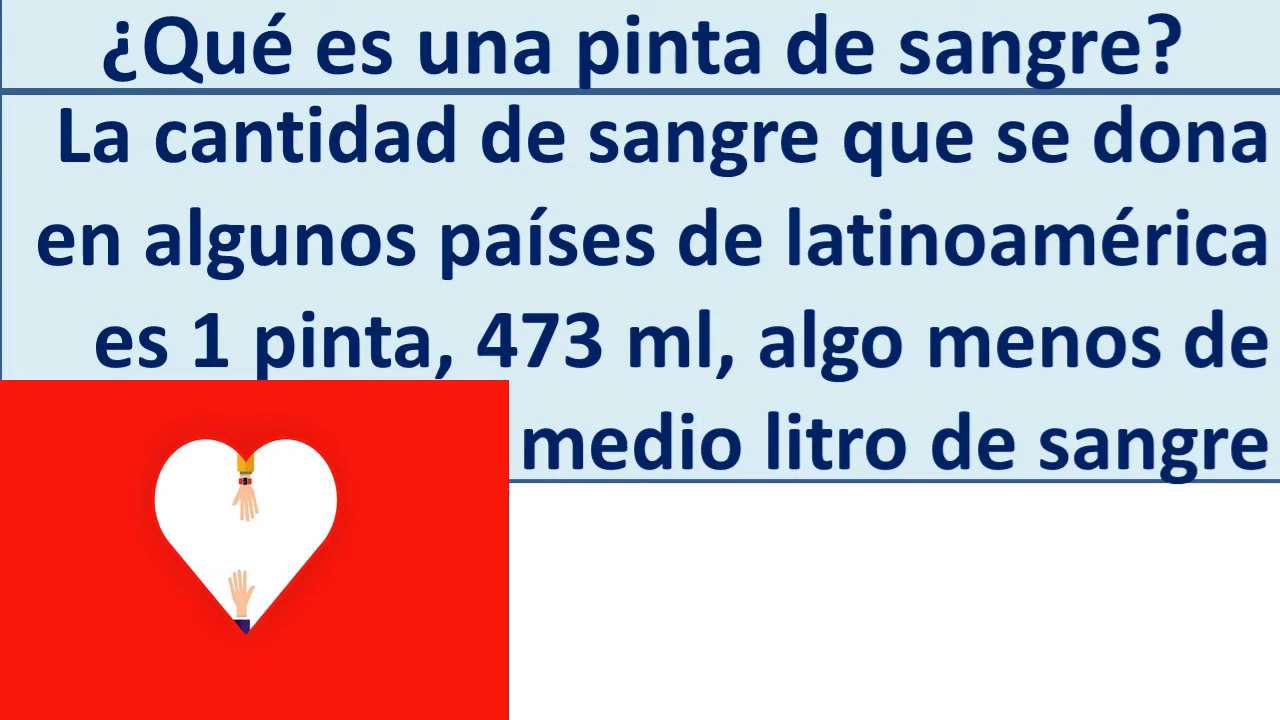 ¿Qué es una pinta de sangre?
La cantidad de sangre que se dona
en algunos países de latinoamérica
es 1 pinta, 473 ml, algo menos de
medio litro de sangre